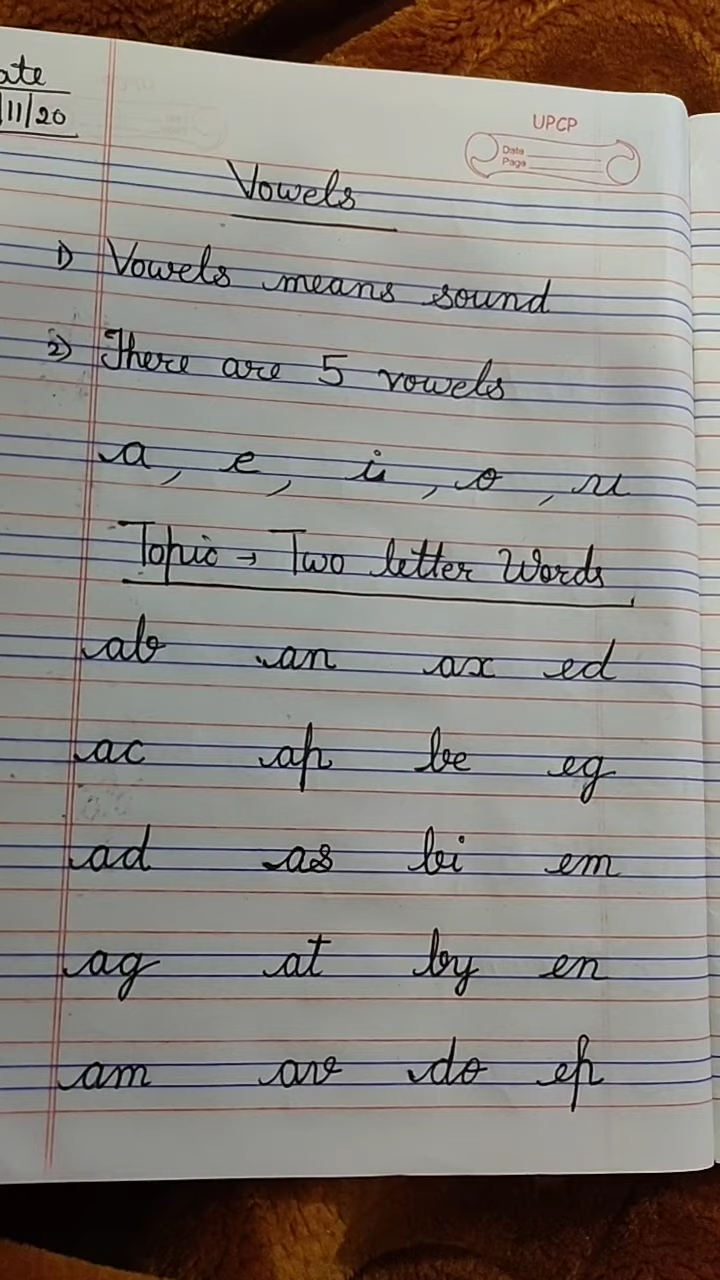 ate
11/20
UPCP
Date
Page
Vowels
1) Vowels means sound
2) There are 5 vowels
a, e, i, o, u
Topic → Two letter Words
ab an ax ed
ac ap be eg
ad as bi em
ag at by en
am av do ep